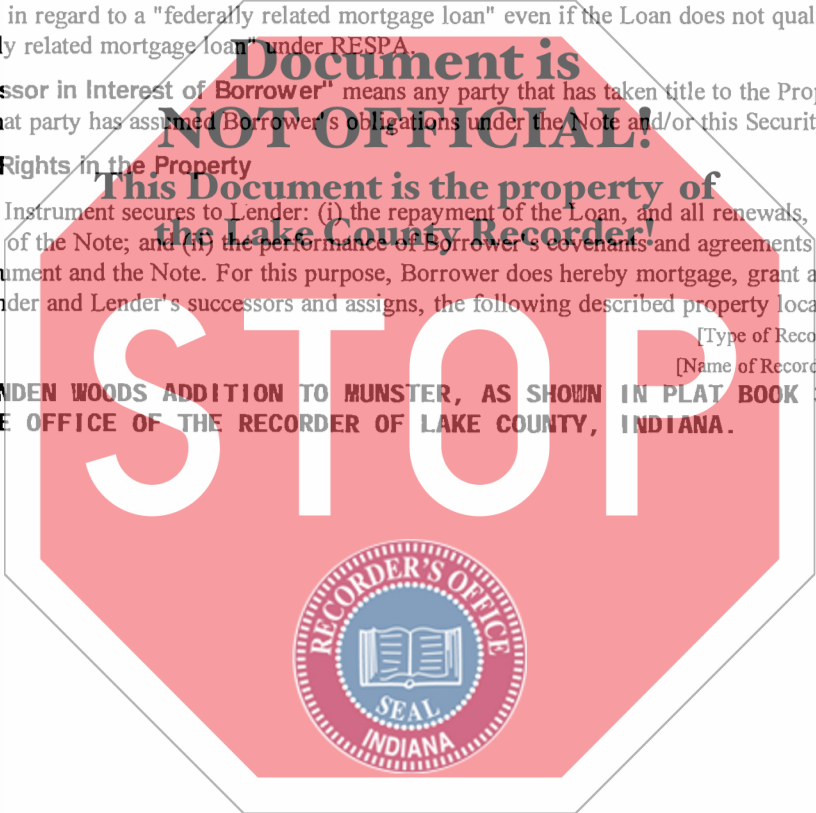 in regard to a "federally related mortgage loan" even if the Loan does not qual
y related mortgage loan" under RESPA.
Document is
ssor in Interest of Borrower" means any party that has taken title to the Prop
NOT OFFICIAL!
at party has assumed Borrower's obligations under the Note and/or this Securit
Rights in the Property
This Document is the property of
Instrument secures to Lender: (i) the repayment of the Loan, and all renewals,
the Lake County Recorder!
of the Note; and (ii) the performance of Borrower's covenants and agreements
ument and the Note. For this purpose, Borrower does hereby mortgage, grant a
der and Lender's successors and assigns, the following described property loca
[Type of Reco
[Name of Record
NDEN WOODS ADDITION TO MUNSTER, AS SHOWN IN PLAT BOOK
E OFFICE OF THE RECORDER OF LAKE COUNTY, INDIANA.
STOP
RECORDER'S OFFICE
SEAL
INDIANA